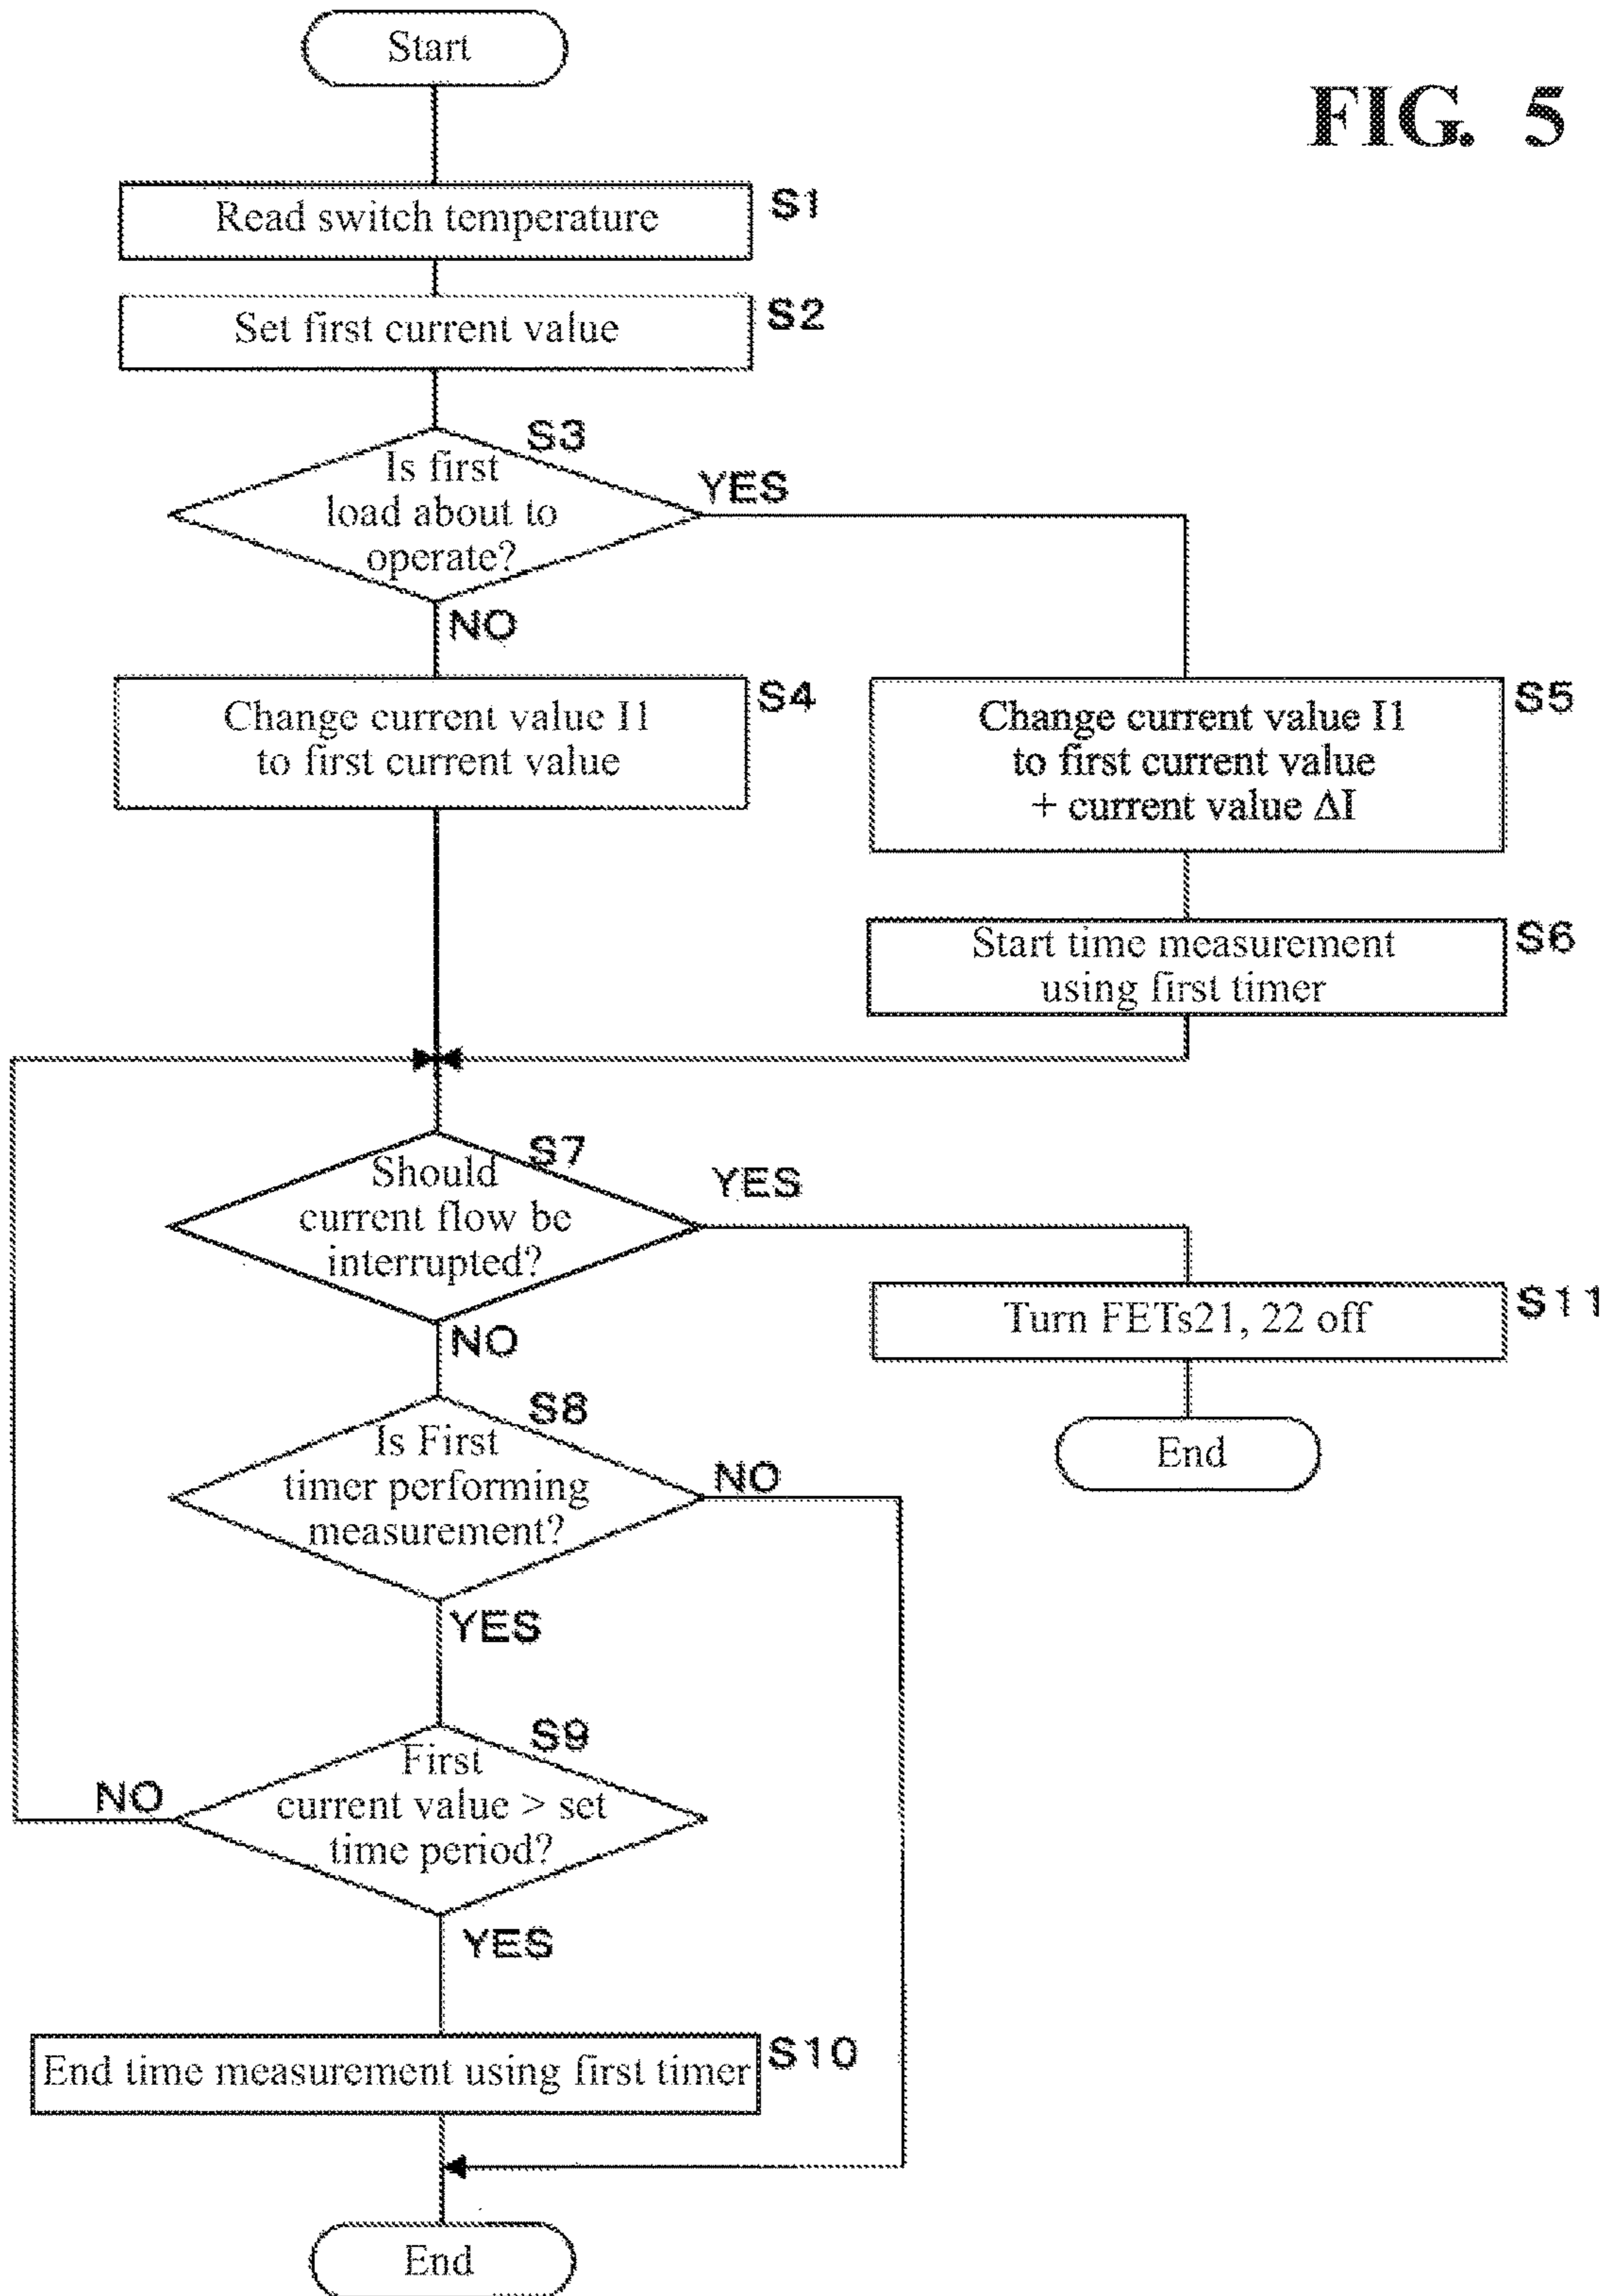 Start
FIG. 5
Read switch temperature
S1
Set first current value
S2
S3
Is first
load about to
operate?
YES
NO
Change current value I1
to first current value
S4
Change current value I1
to first current value
+ current value ΔI
S5
Start time measurement
using first timer
S6
S7
Should
current flow be
interrupted?
YES
NO
Turn FETs21, 22 off
S11
End
S8
Is First
timer performing
measurement?
NO
YES
S9
First
current value > set
time period?
NO
YES
End time measurement using first timer
S10
End